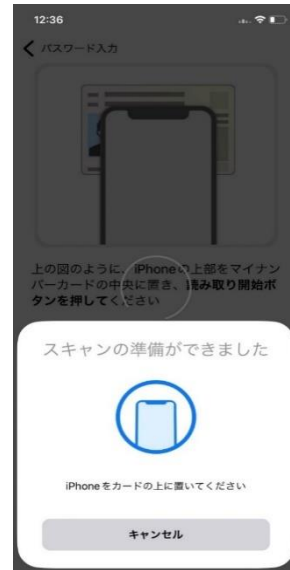 12:36
パスワード入力
上の図のように、iPhoneの上部をマイナン
バーカードの中央に置き、読み取り開始ボ
タンを押してください
スキャンの準備ができました
iPhoneをカードの上に置いてください
キャンセル